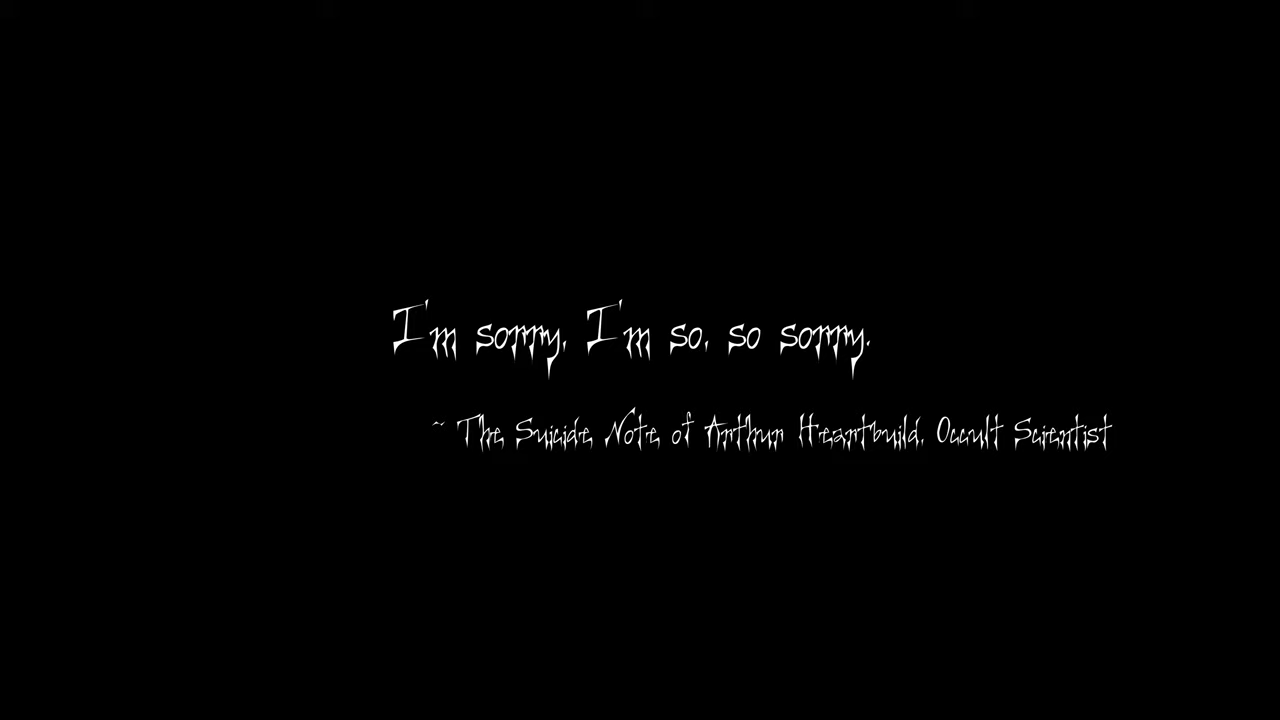 I'm sorry, I'm so, so sorry.
~ The Suicide Note of Arthur Heartbuild, Occult Scientist